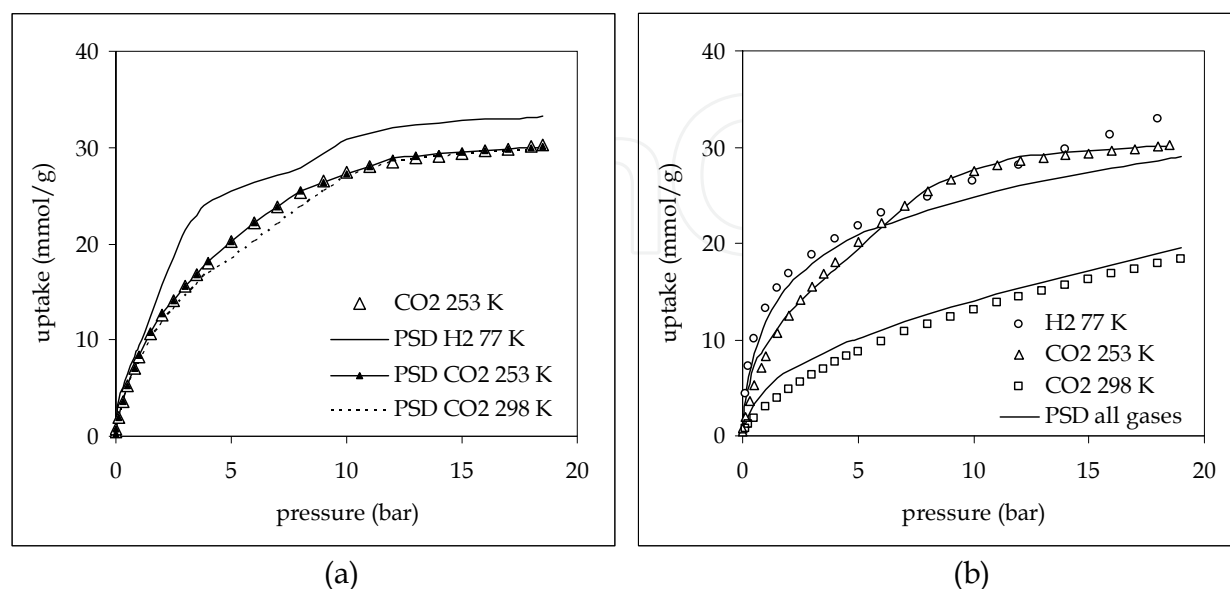 40
30
20
10
0
uptake (mmol/g)
CO2 253 K
PSD H2 77 K
PSD CO2 253 K
PSD CO2 298 K
0 5 10 15 20
pressure (bar)
(a)
40
30
20
10
0
uptake (mmol/g)
H2 77 K
CO2 253 K
CO2 298 K
PSD all gases
0 5 10 15 20
pressure (bar)
(b)